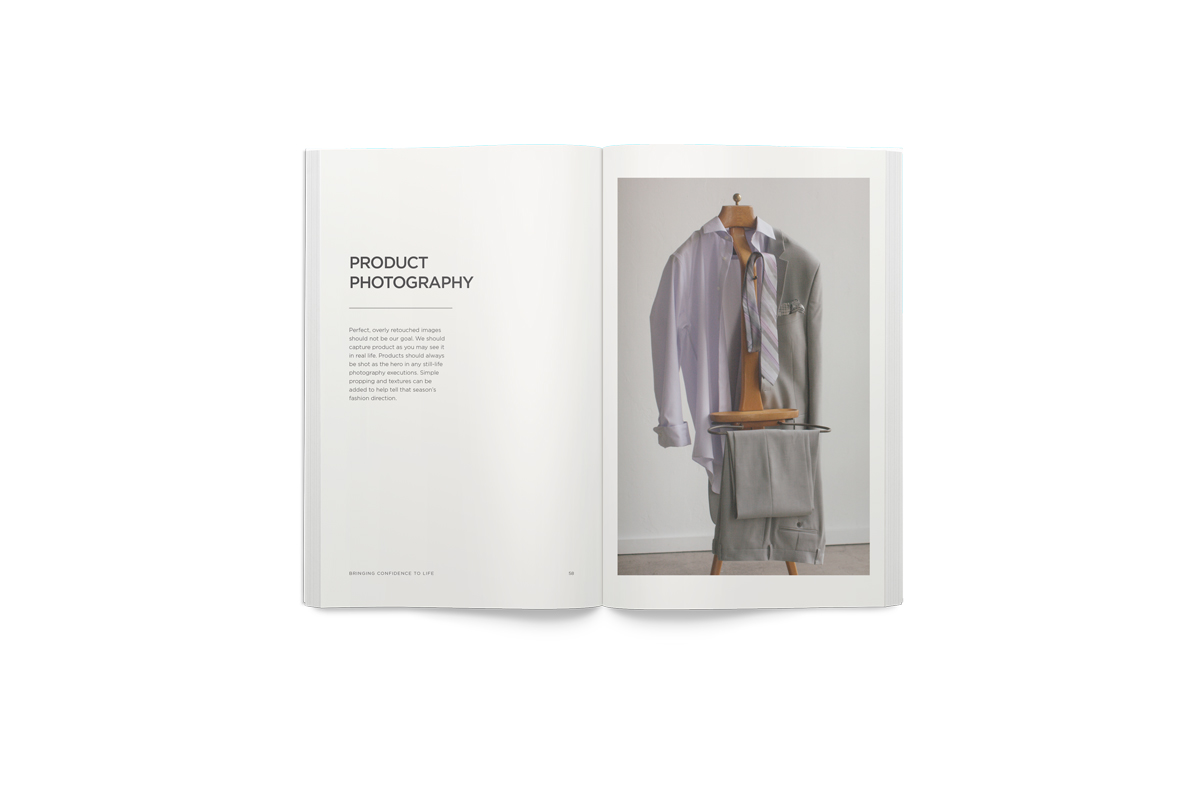 PRODUCT
PHOTOGRAPHY
Perfect, overly retouched images
should not be our goal. We should
capture product as you may see it
in real life. Products should always
be shot as the hero in any still-life
photography executions. Simple
propping and textures can be
added to help tell that season's
fashion direction.
BRINGING CONFIDENCE TO LIFE
58